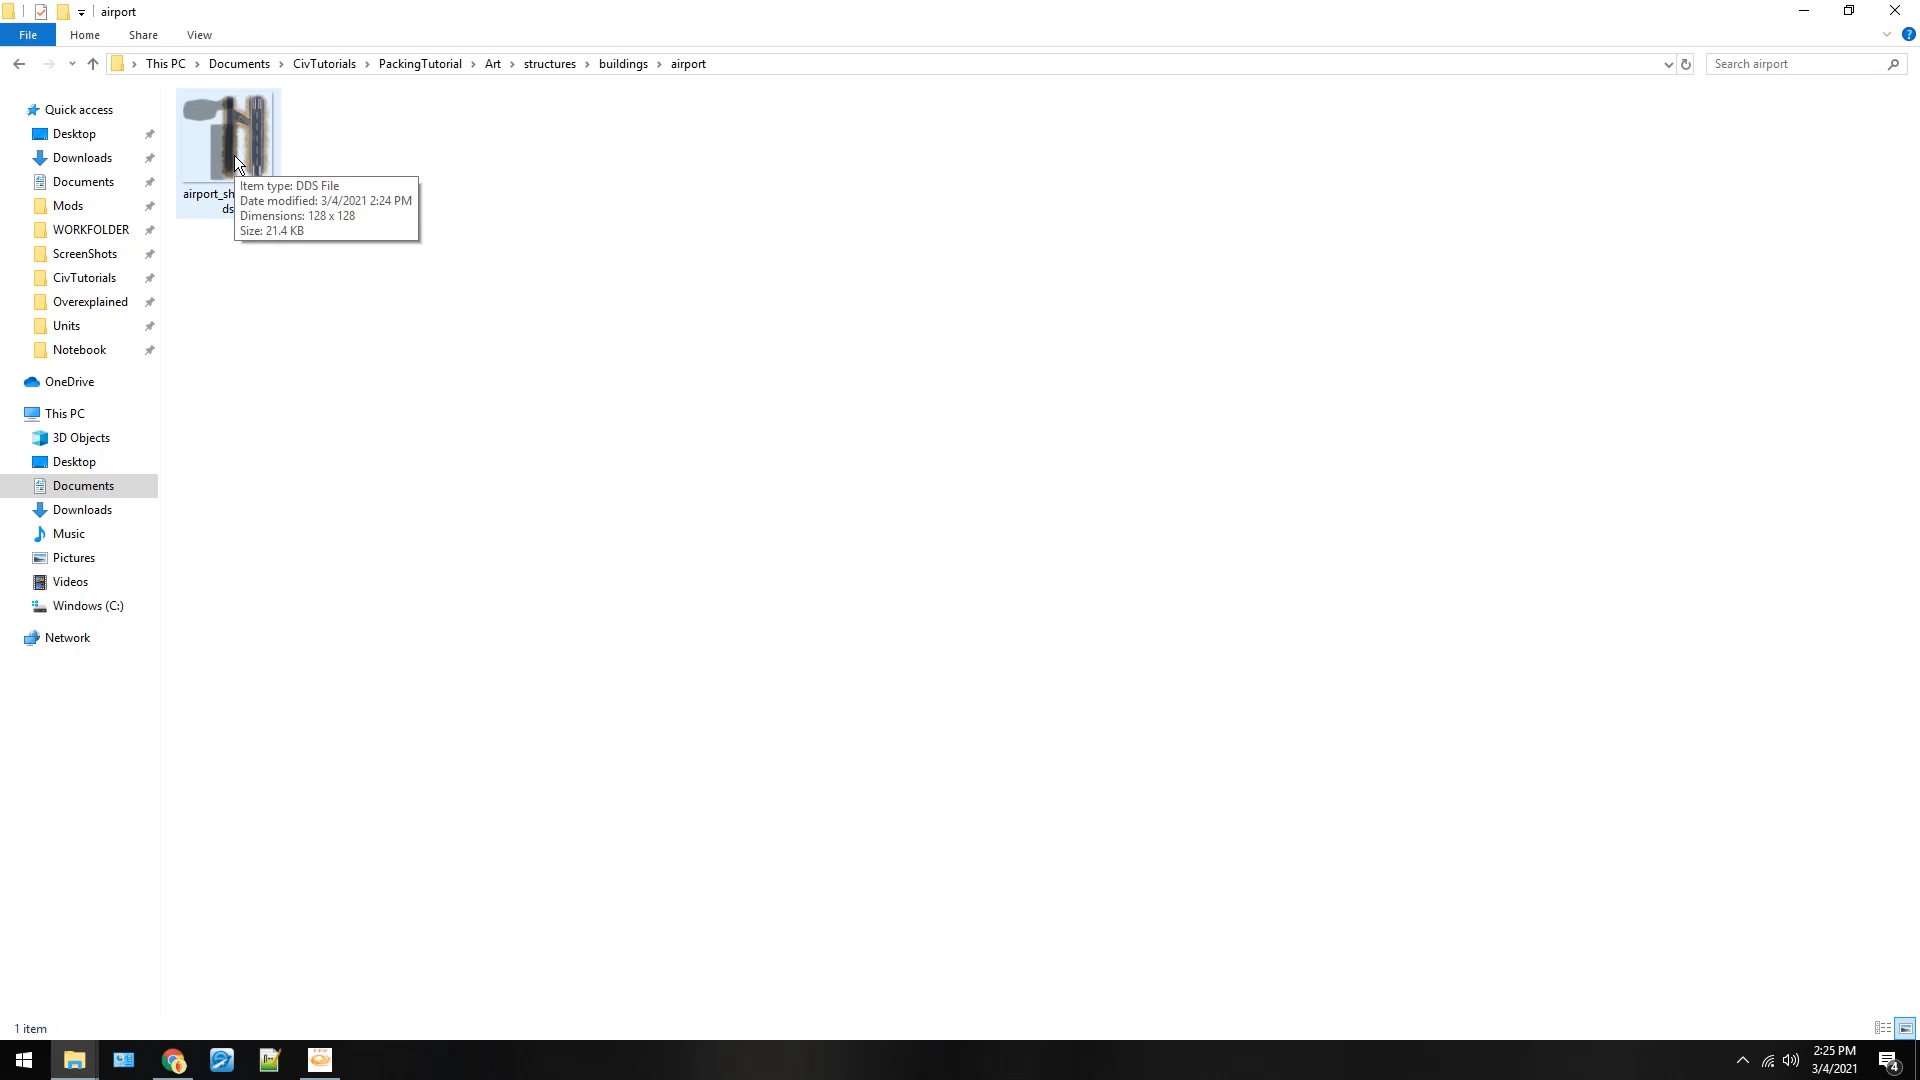 airport
File Home Share View
This PC Documents CivTutorials PackingTutorial Art structures buildings airport
Search airport
Quick access
Desktop
Downloads
Documents
Mods
WORKFOLDER
ScreenShots
CivTutorials
Overexplained
Units
Notebook
OneDrive
This PC
3D Objects
Desktop
Documents
Downloads
Music
Pictures
Videos
Windows (C:)
Network
airport_sh
ds
Item type: DDS File
Date modified: 3/4/2021 2:24 PM
Dimensions: 128 x 128
Size: 21.4 KB
1 item
2:25 PM
3/4/2021
4